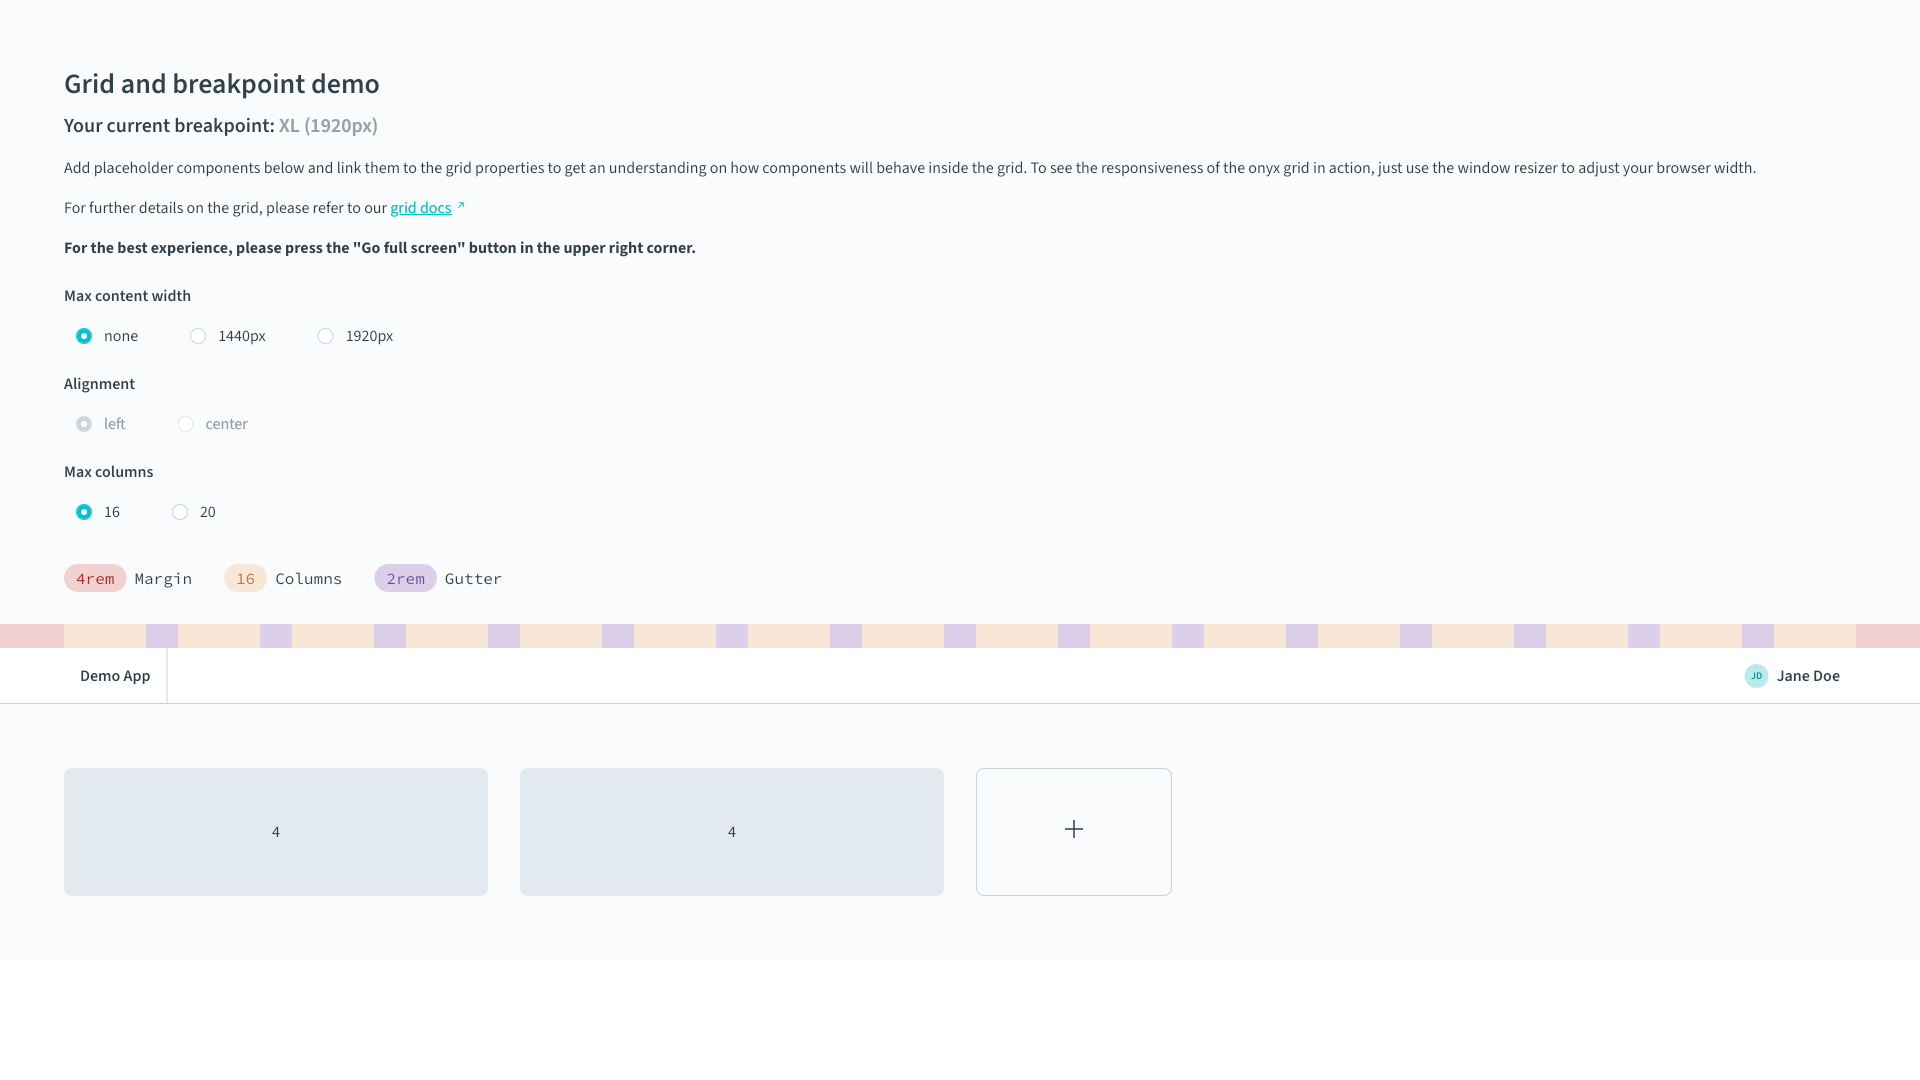 Grid and breakpoint demo
Your current breakpoint: XL (1920px)
Add placeholder components below and link them to the grid properties to get an understanding on how components will behave inside the grid. To see the responsiveness of the onyx grid in action, just use the window resizer to adjust your browser width.
For further details on the grid, please refer to our grid docs
For the best experience, please press the "Go full screen" button in the upper right corner.
Max content width
none 1440px 1920px
Alignment
left center
Max columns
16 20
4rem Margin 16 Columns 2rem Gutter
Demo App JD Jane Doe
4 4